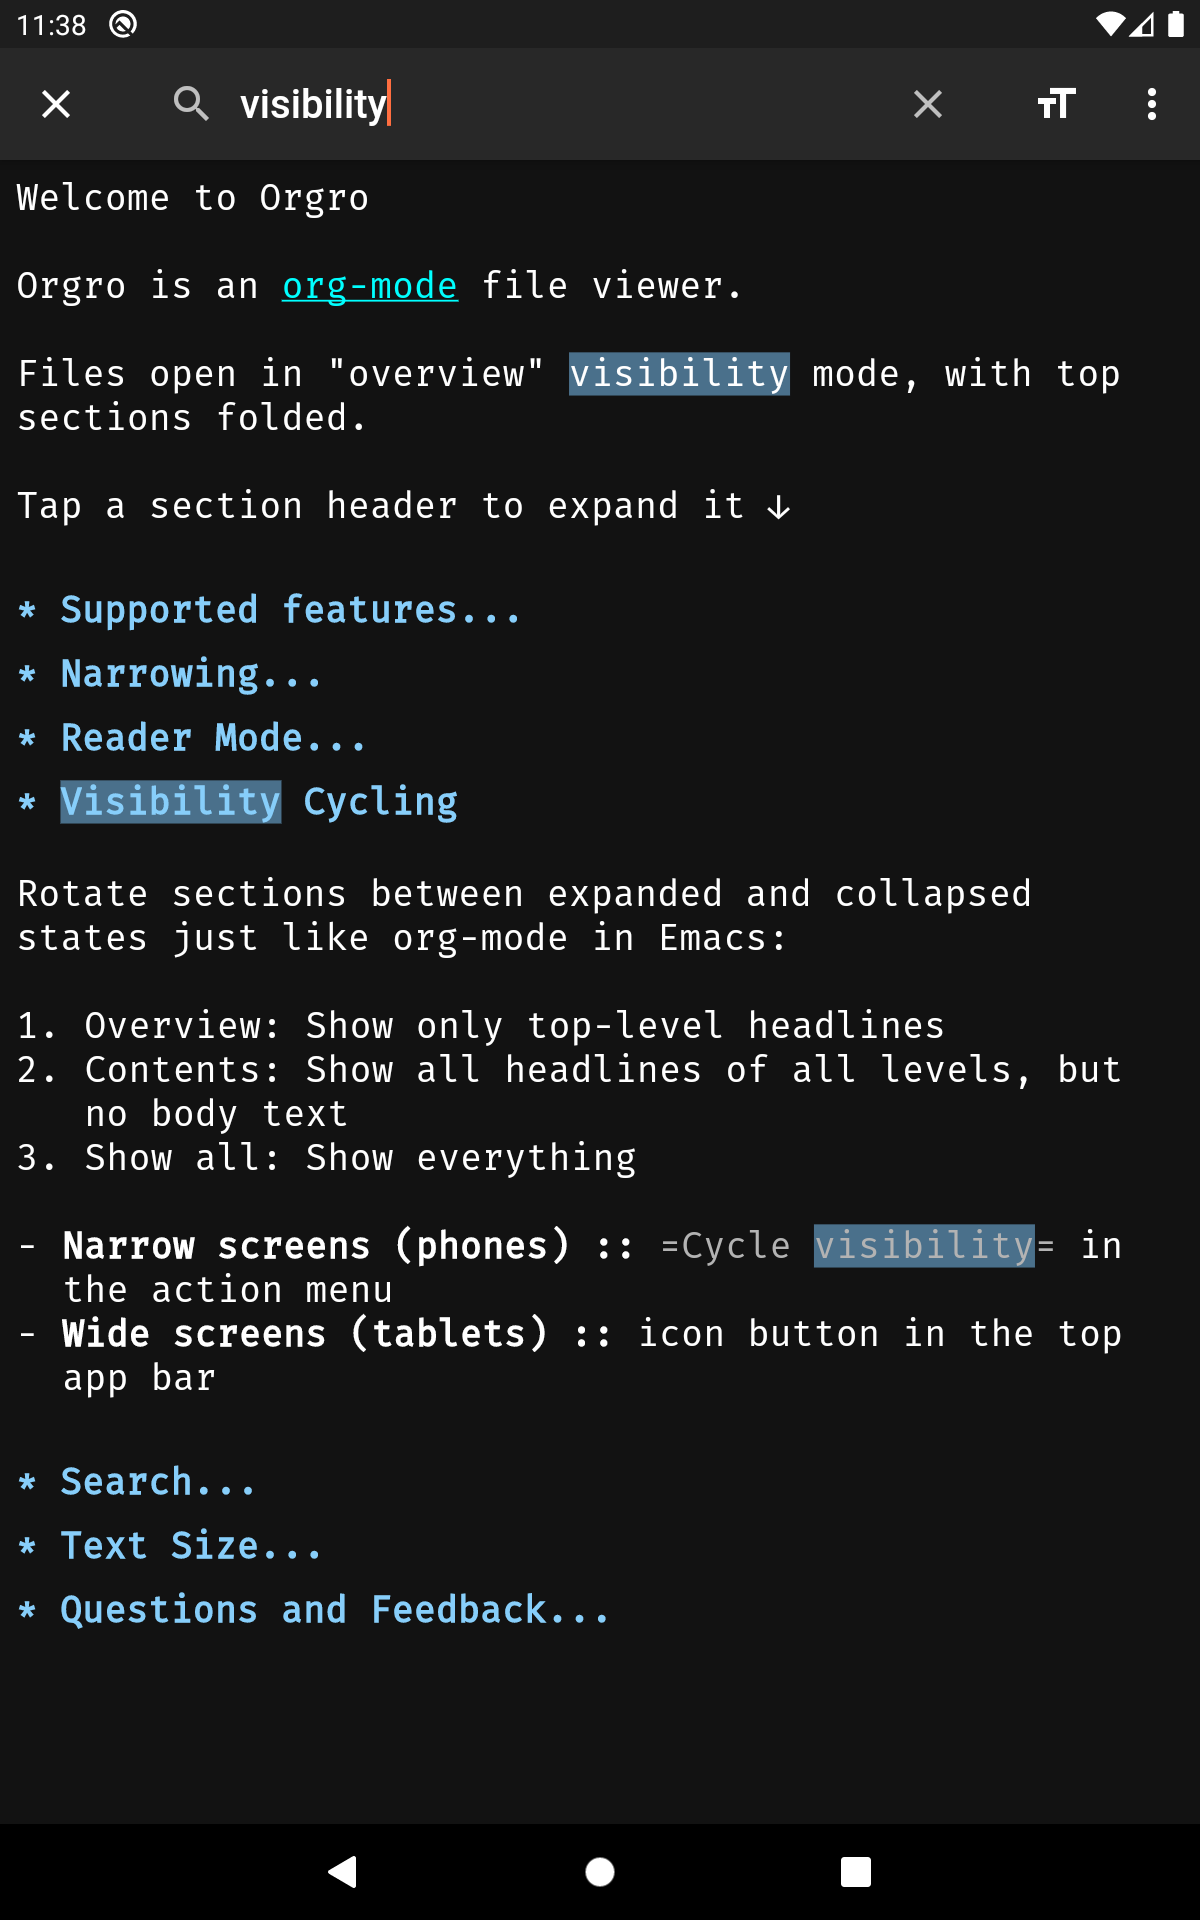 11:38
visibility
Welcome to Orgro
Orgro is an org-mode file viewer.
Files open in "overview" visibility mode, with top
sections folded.
Tap a section header to expand it ↓
* Supported features...
* Narrowing...
* Reader Mode...
* Visibility Cycling
Rotate sections between expanded and collapsed
states just like org-mode in Emacs:
1. Overview: Show only top-level headlines
2. Contents: Show all headlines of all levels, but
no body text
3. Show all: Show everything
- Narrow screens (phones) :: =Cycle visibility= in
the action menu
- Wide screens (tablets) :: icon button in the top
app bar
* Search...
* Text Size...
* Questions and Feedback...